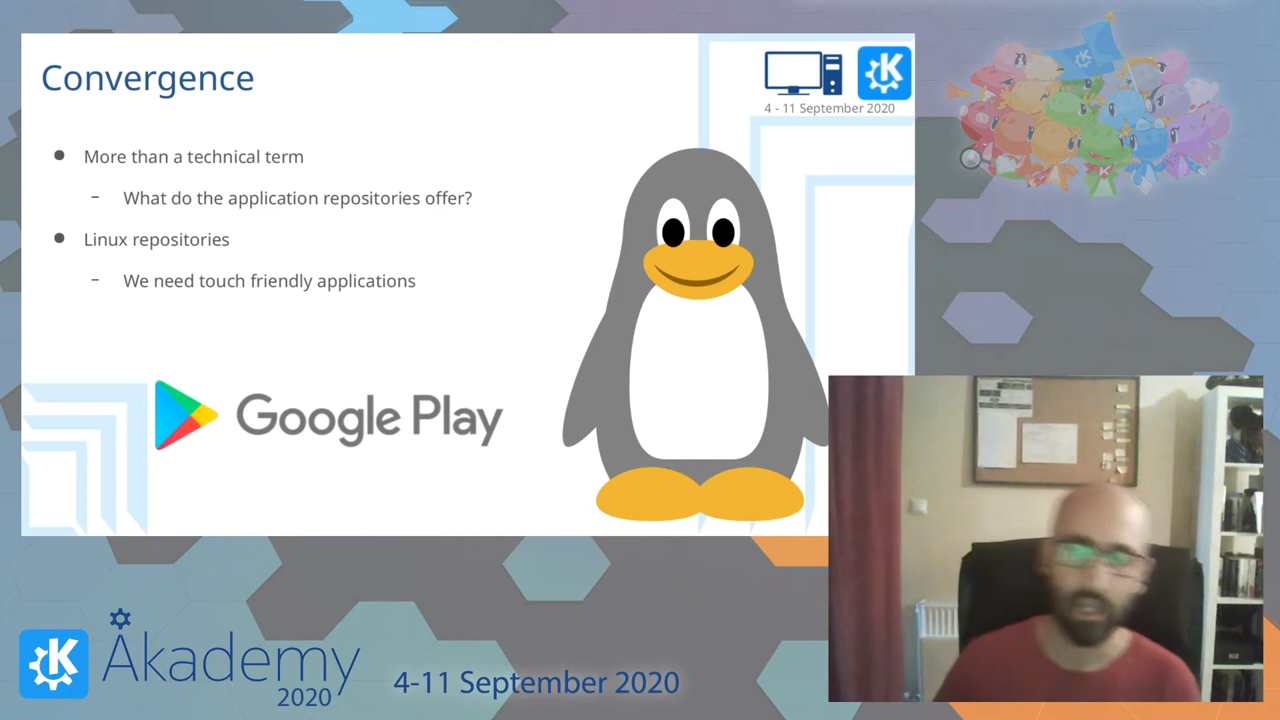 Convergence
4 - 11 September 2020
● More than a technical term
– What do the application repositories offer?
● Linux repositories
– We need touch friendly applications
Google Play
Akademy
2020
4-11 September 2020